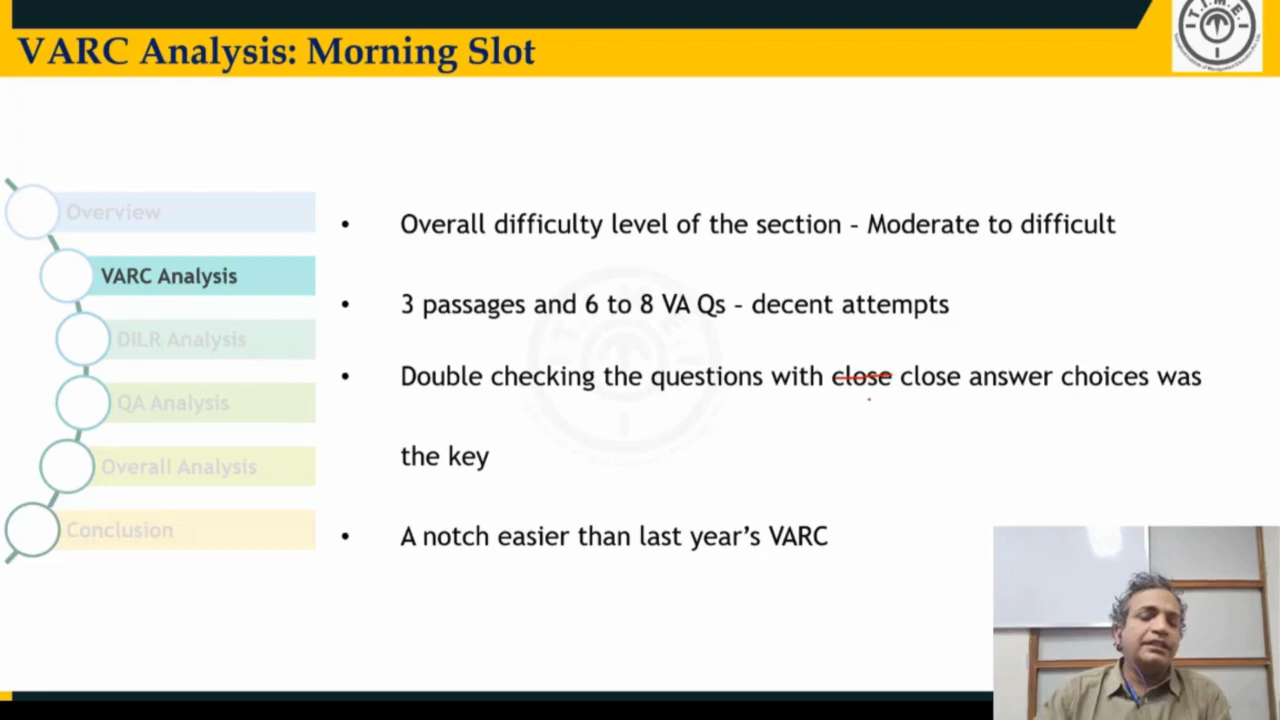 VARC Analysis: Morning Slot
T.I.M.E.
Overview
VARC Analysis
DILR Analysis
QA Analysis
Overall Analysis
Conclusion
• Overall difficulty level of the section – Moderate to difficult
• 3 passages and 6 to 8 VA Qs – decent attempts
• Double checking the questions with close close answer choices was
the key
• A notch easier than last year’s VARC